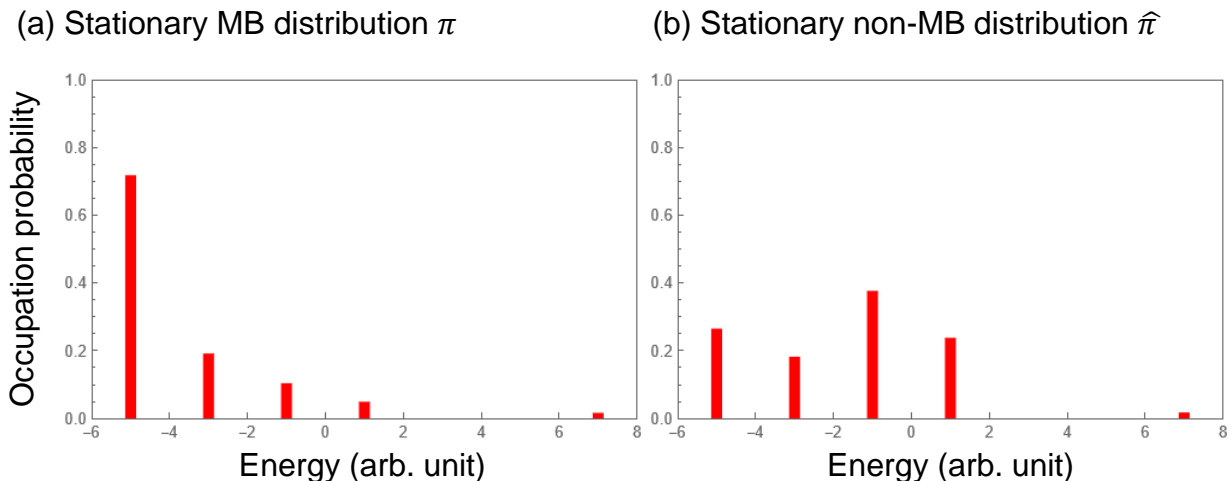 (a) Stationary MB distribution π
(b) Stationary non-MB distribution π̂
Occupation probability
1.0
0.8
0.6
0.4
0.2
0.0
−6 −4 −2 0 2 4 6 8
Energy (arb. unit)
1.0
0.8
0.6
0.4
0.2
0.0
−6 −4 −2 0 2 4 6 8
Energy (arb. unit)